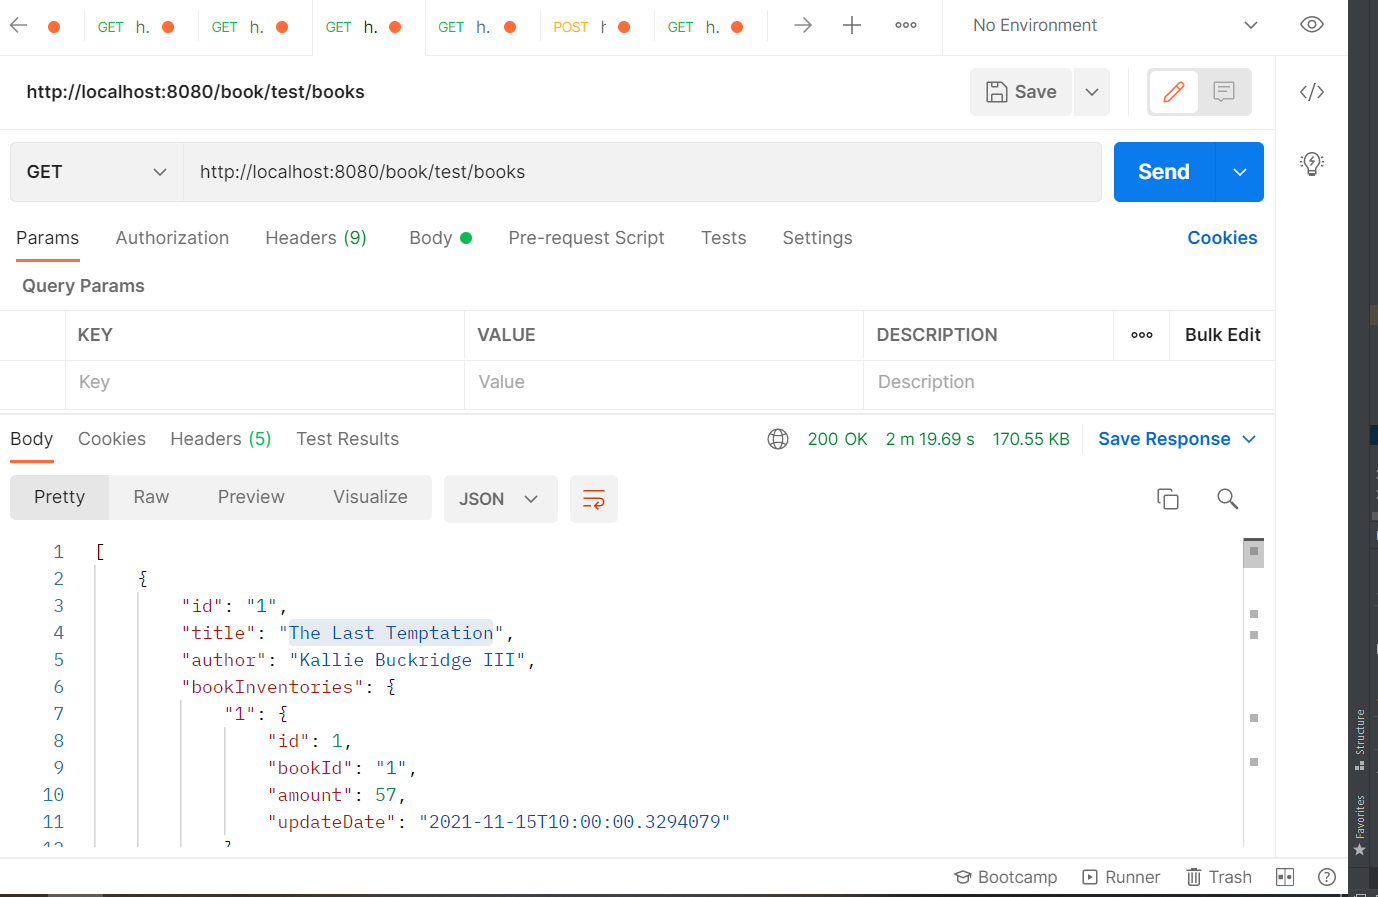 GET h. GET h. GET h. GET h. POST h GET h. No Environment
http://localhost:8080/book/test/books Save
GET http://localhost:8080/book/test/books Send
Params Authorization Headers (9) Body Pre-request Script Tests Settings Cookies
Query Params
KEY VALUE DESCRIPTION Bulk Edit
Key Value Description
Body Cookies Headers (5) Test Results 200 OK 2 m 19.69 s 170.55 KB Save Response
Pretty Raw Preview Visualize JSON
1 [
2 {
3 "id": "1",
4 "title": "The Last Temptation",
5 "author": "Kallie Buckridge III",
6 "bookInventories": {
7 "1": {
8 "id": 1,
9 "bookId": "1",
10 "amount": 57,
11 "updateDate": "2021-11-15T10:00:00.3294079"
Structure
Favorites
Bootcamp Runner Trash